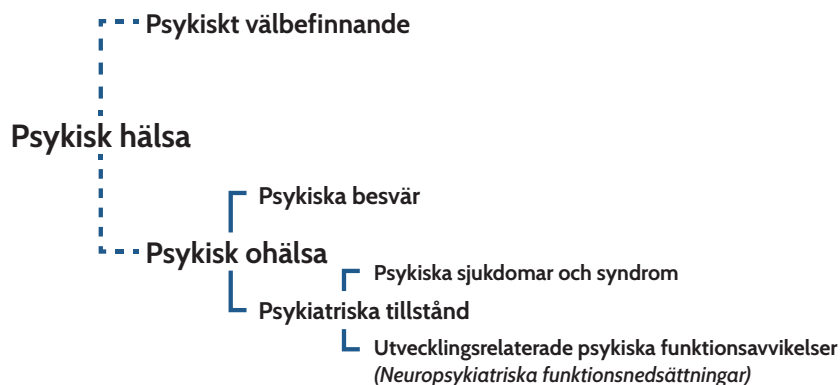 Psykiskt välbefinnande
Psykisk hälsa
Psykiska besvär
Psykisk ohälsa
Psykiska sjukdomar och syndrom
Psykiatriska tillstånd
Utvecklingsrelaterade psykiska funktionsavvikelser
(Neuropsykiatriska funktionsnedsättningar)